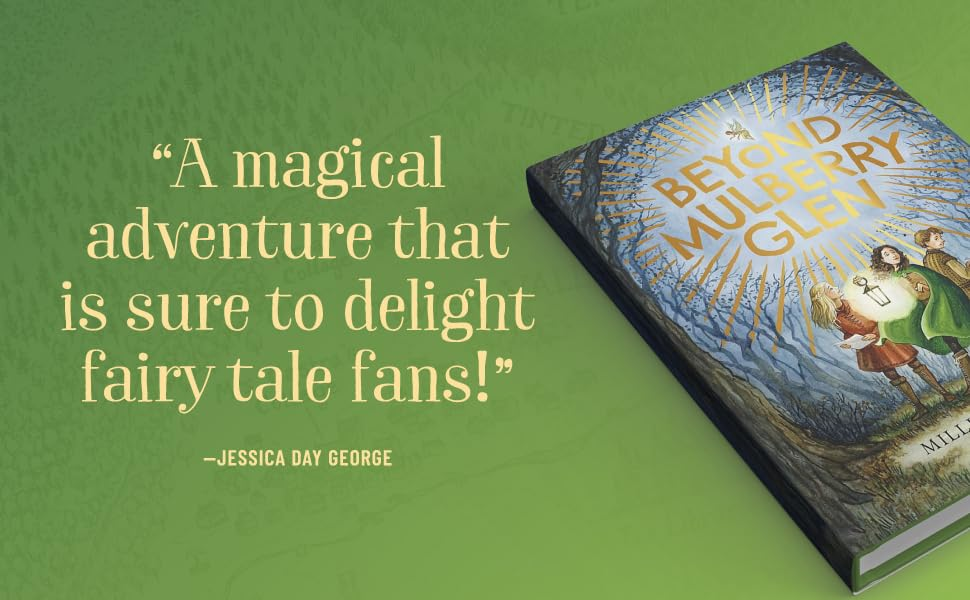 “A magical
adventure that
is sure to delight
fairy tale fans!”
—JESSICA DAY GEORGE
BEYOND
MULBERRY
GLEN